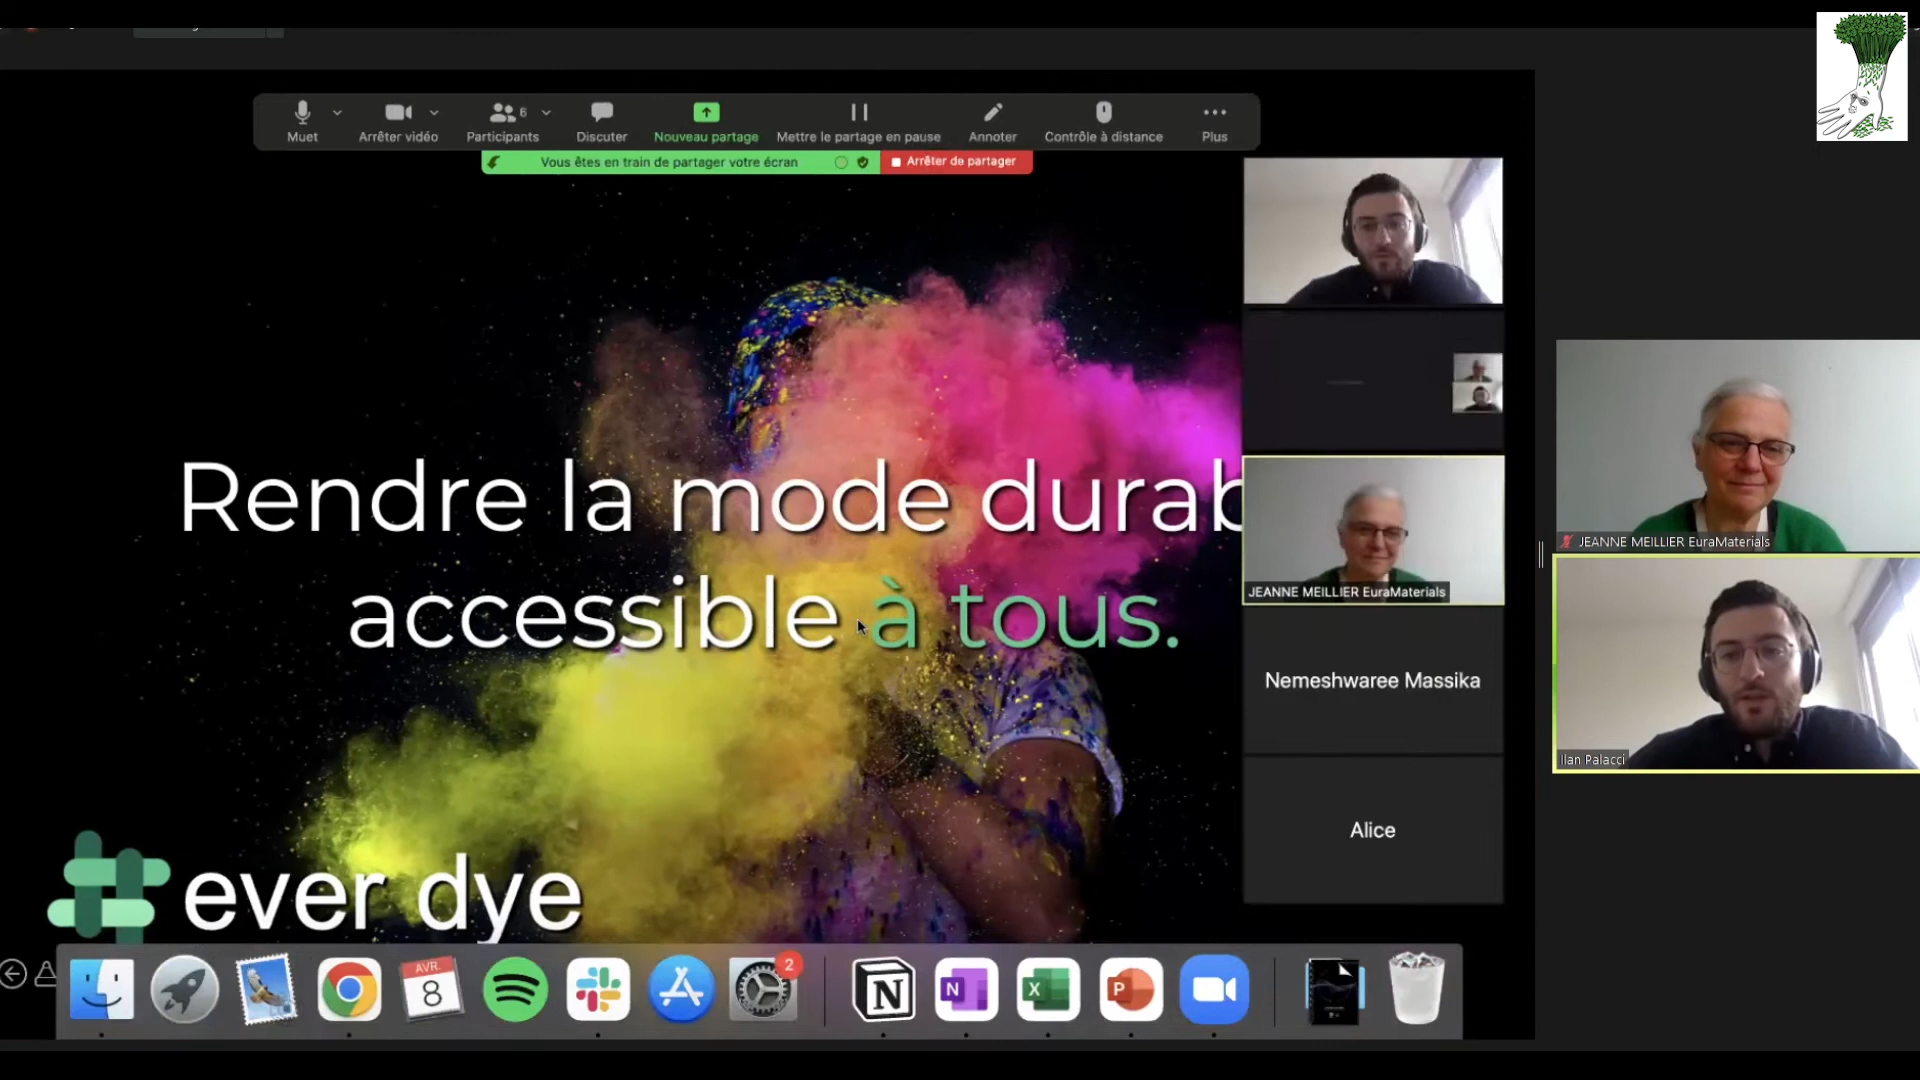 6
Muet
Arrêter vidéo
Participants
Discuter
Nouveau partage
Mettre le partage en pause
Annoter
Contrôle à distance
Plus
Vous êtes en train de partager votre écran
Arrêter de partager
Rendre la mode durab
accessible à tous.
JEANNE MEILLIER EuraMaterials
Nemeshwaree Massika
Alice
JEANNE MEILLIER EuraMaterials
Ilan Palacci
ever dye
AVR.
8
2
N
N
X
P